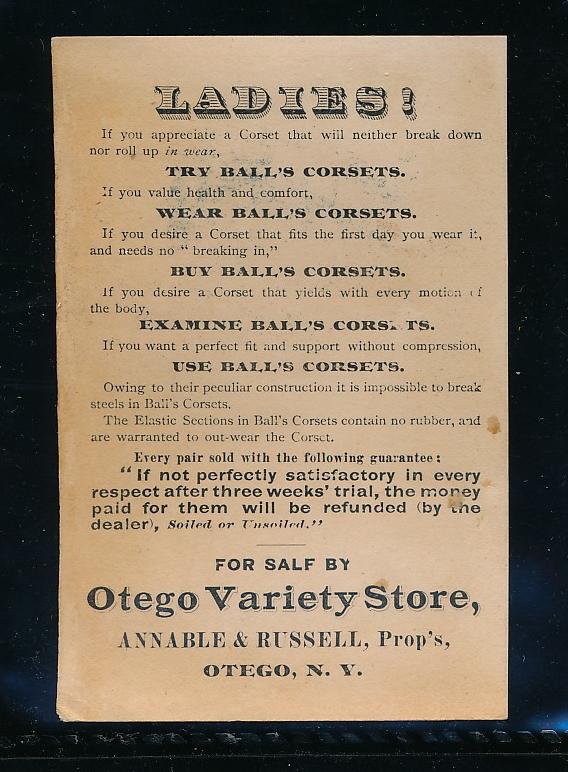 LADIES!
If you appreciate a Corset that will neither break down
nor roll up in wear,
TRY BALL'S CORSETS.
If you value health and comfort,
WEAR BALL'S CORSETS.
If you desire a Corset that fits the first day you wear it,
and needs no "breaking in,"
BUY BALL'S CORSETS.
If you desire a Corset that yields with every motion of
the body,
EXAMINE BALL'S CORSETS.
If you want a perfect fit and support without compression,
USE BALL'S CORSETS.
Owing to their peculiar construction it is impossible to break
steels in Ball's Corsets.
The Elastic Sections in Ball's Corsets contain no rubber, and
are warranted to out-wear the Corset.
Every pair sold with the following guarantee:
"If not perfectly satisfactory in every
respect after three weeks' trial, the money
paid for them will be refunded (by the
dealer), Soiled or Unsoiled."
FOR SALE BY
Otego Variety Store,
ANNABLE & RUSSELL, Prop's,
OTEGO, N. Y.